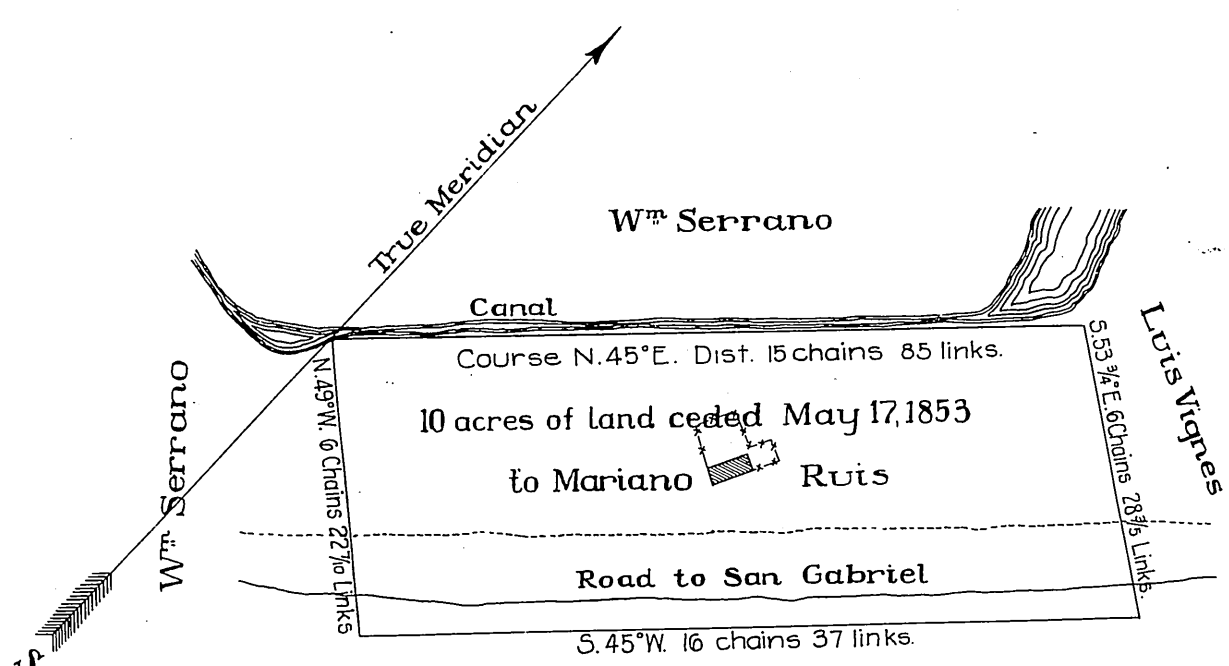 True Meridian
Wm Serrano
Canal
Course N.45°E. Dist. 15 chains 85 links.
S.53 3/4° E. 6 Chains 28 3/5 Links.
Luis Vignes
N.49°W. 6 Chains 22 7/10 Links
Wm Serrano
10 acres of land ceded May 17, 1853
to Mariano Ruis
Road to San Gabriel
S. 45°W. 16 chains 37 links.
S